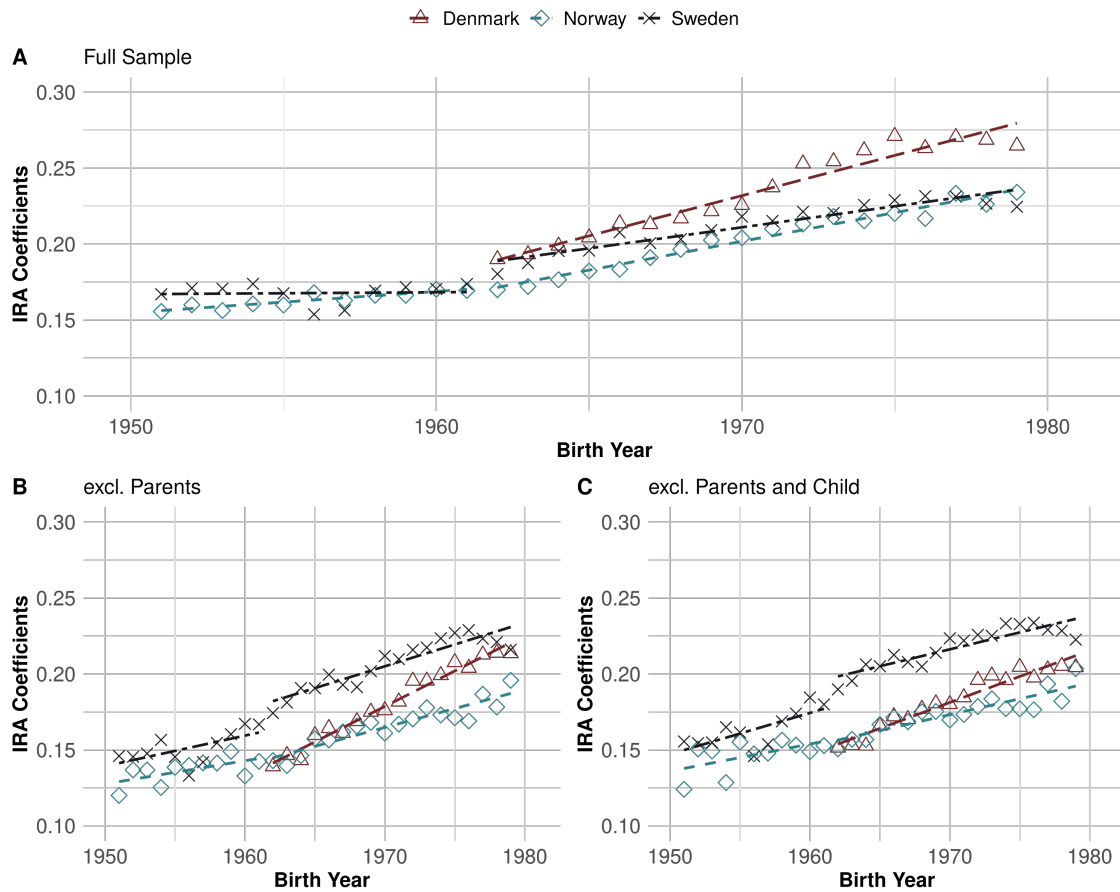 Denmark Norway Sweden
A Full Sample
0.30
0.25
0.20
0.15
0.10
IRA Coefficients
1950 1960 1970 1980
Birth Year
B excl. Parents
0.30
0.25
0.20
0.15
0.10
IRA Coefficients
1950 1960 1970 1980
Birth Year
C excl. Parents and Child
0.30
0.25
0.20
0.15
0.10
IRA Coefficients
1950 1960 1970 1980
Birth Year